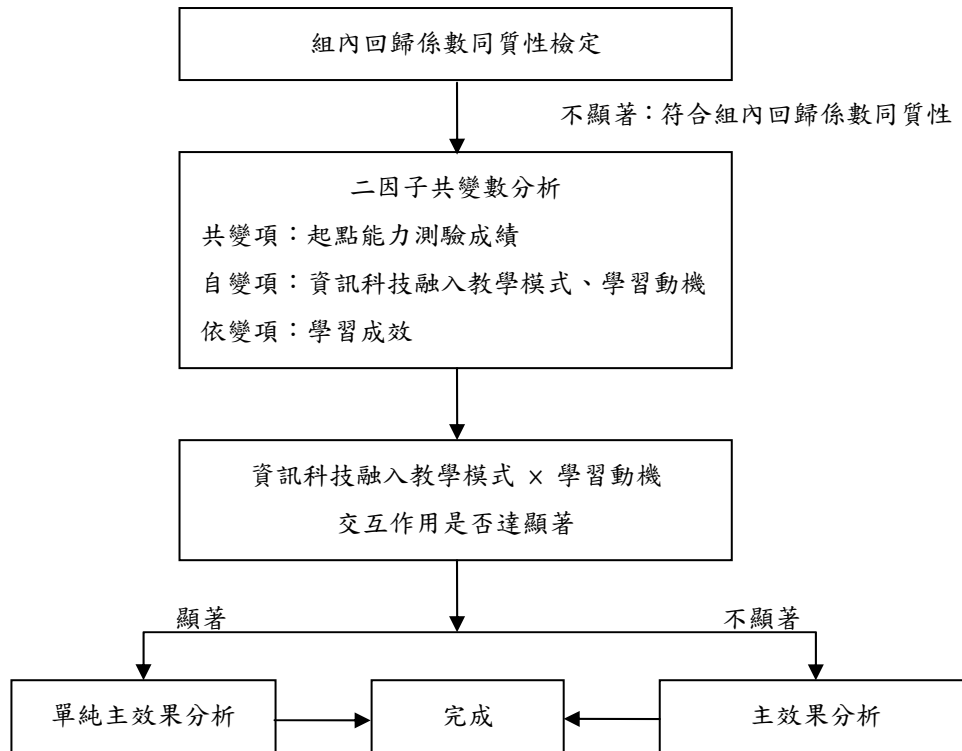 組內回歸係數同質性檢定
不顯著：符合組內回歸係數同質性
二因子共變數分析
共變項：起點能力測驗成績
自變項：資訊科技融入教學模式、學習動機
依變項：學習成效
資訊科技融入教學模式 × 學習動機
交互作用是否達顯著
顯著
不顯著
單純主效果分析
完成
主效果分析